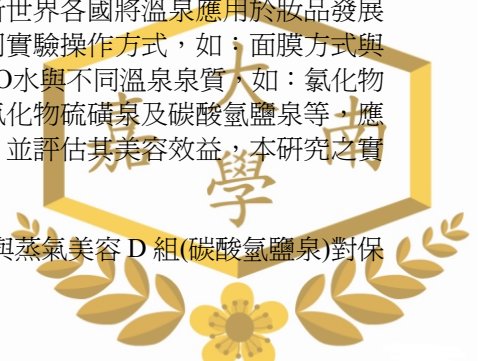 析世界各國將溫泉應用於妝品發展
同實驗操作方式，如：面膜方式與
O水與不同溫泉泉質，如：氯化物
氯化物硫磺泉及碳酸氫鹽泉等，應
，並評估其美容效益，本研究之實
與蒸氣美容 D 組(碳酸氫鹽泉)對保
大
嘉 南
學